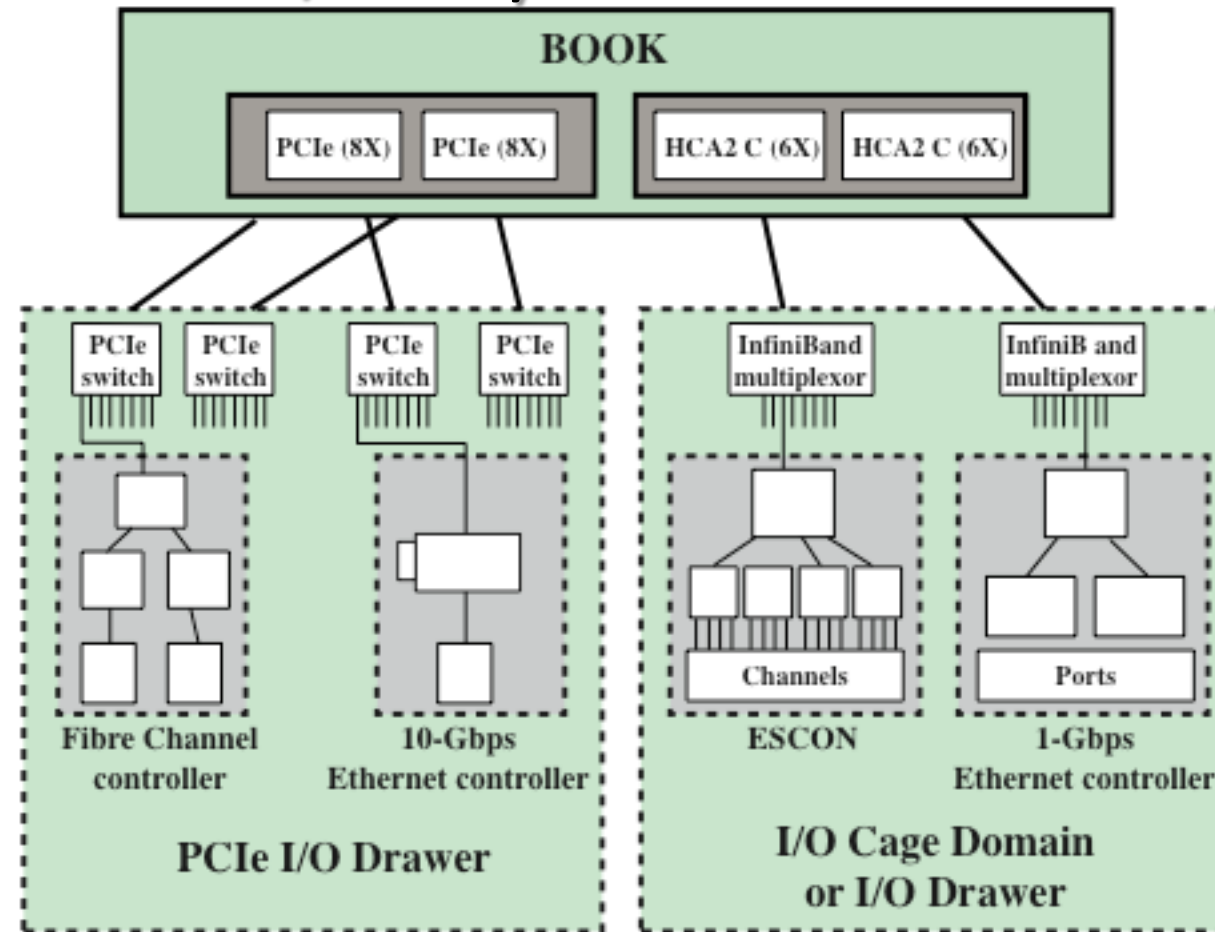 BOOK
PCIe (8X) PCIe (8X) HCA2 C (6X) HCA2 C (6X)
PCIe
switch
PCIe
switch
PCIe
switch
PCIe
switch
InfiniBand
multiplexor
InfiniB and
multiplexor
Channels
Ports
Fibre Channel
controller
10-Gbps
Ethernet controller
ESCON
1-Gbps
Ethernet controller
PCIe I/O Drawer
I/O Cage Domain
or I/O Drawer